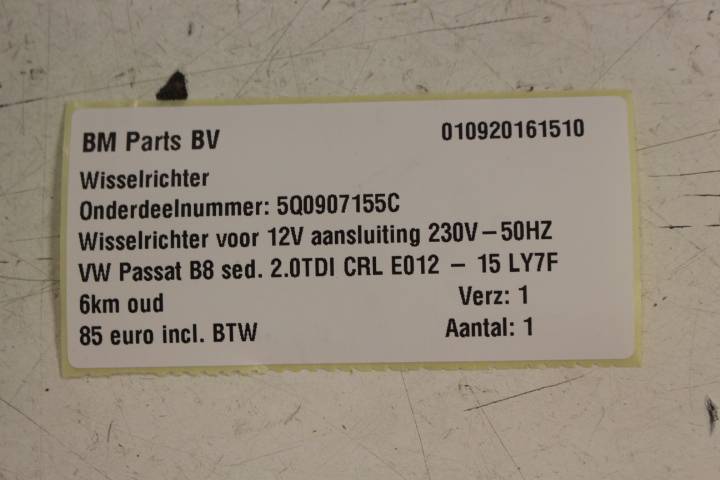 BM Parts BV 010920161510
Wisselrichter
Onderdeelnummer: 5Q0907155C
Wisselrichter voor 12V aansluiting 230V – 50HZ
VW Passat B8 sed. 2.0TDI CRL E012 – 15 LY7F
6km oud Verz: 1
85 euro incl. BTW Aantal: 1